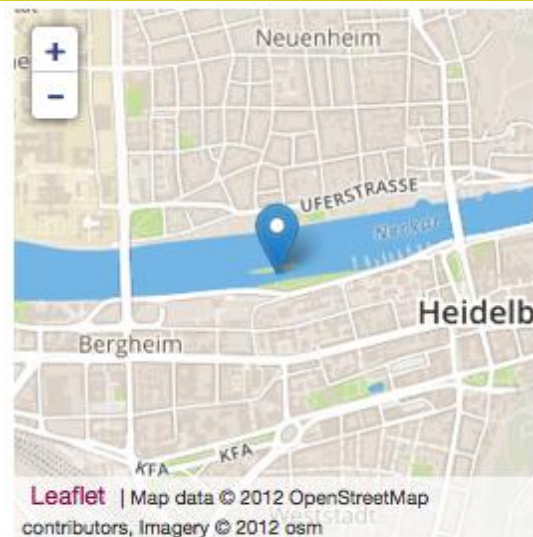 +
−
Neuenheim
UFERSTRASSE
Neckar
Heidelb
Bergheim
KFA
KFA
Weststadt
Leaflet | Map data © 2012 OpenStreetMap
contributors, Imagery © 2012 osm